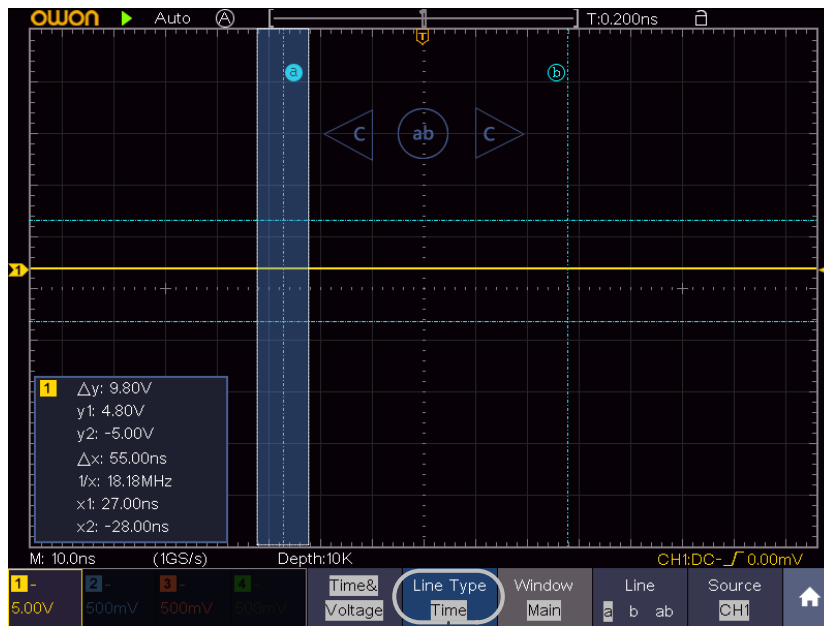 OWON Auto A T:0.200ns
T
a b
C ab C
1
1 △y: 9.80V
y1: 4.80V
y2: -5.00V
△x: 55.00ns
1/x: 18.18MHz
x1: 27.00ns
x2: -28.00ns
M: 10.0ns (1GS/s) Depth:10K CH1:DC- 0.00mV
1 - 2 - 3 - 4 - Time& Line Type Window Line Source
5.00V 500mV 500mV 500mV Voltage Time Main a b ab CH1